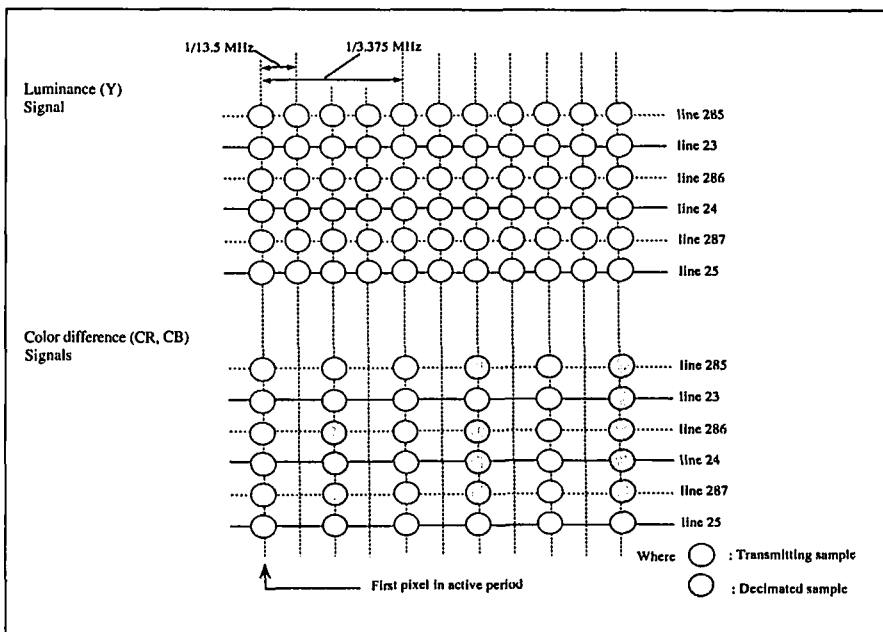 1/13.5 MHz
1/3.375 MHz
Luminance (Y)
Signal
line 285
line 23
line 286
line 24
line 287
line 25
Color difference (CR, CB)
Signals
line 285
line 23
line 286
line 24
line 287
line 25
Where : Transmitting sample
: Decimated sample
First pixel in active period